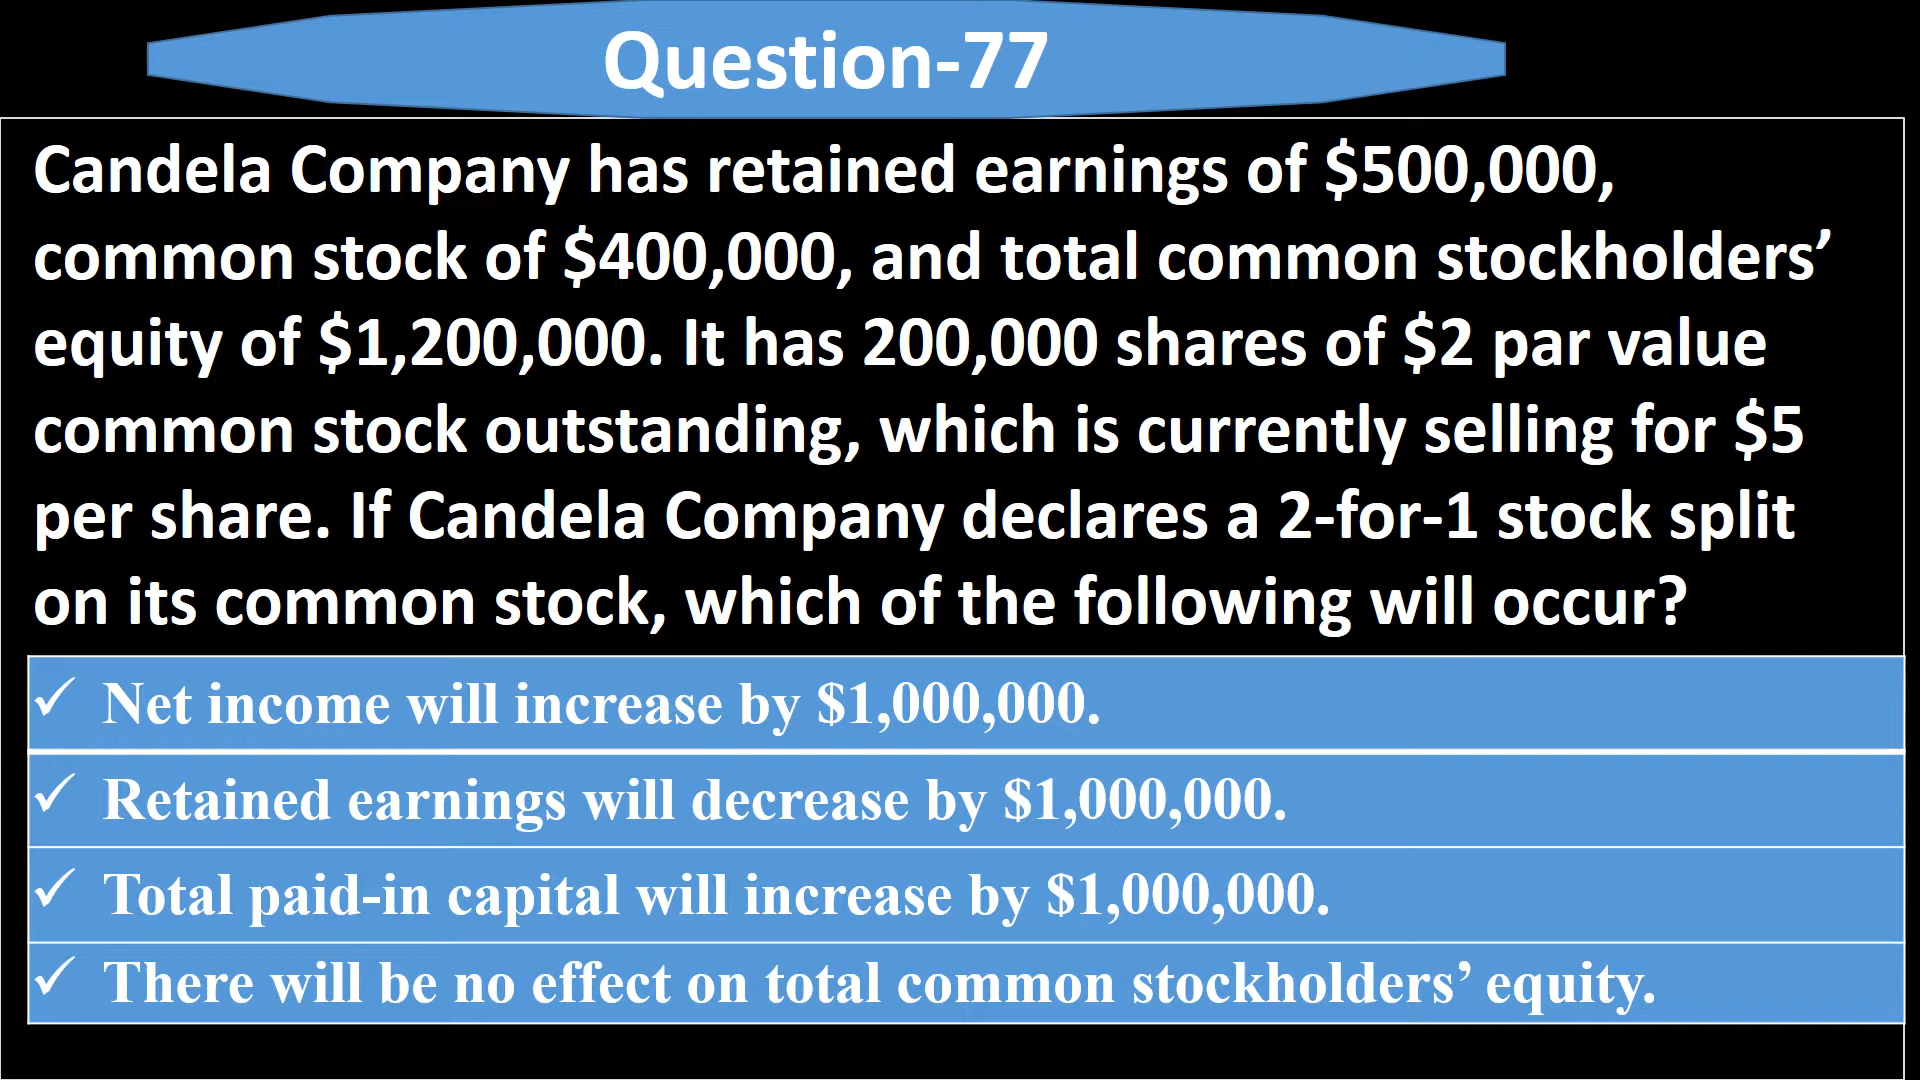 Question-77
Candela Company has retained earnings of $500,000,
common stock of $400,000, and total common stockholders’
equity of $1,200,000. It has 200,000 shares of $2 par value
common stock outstanding, which is currently selling for $5
per share. If Candela Company declares a 2-for-1 stock split
on its common stock, which of the following will occur?
✓ Net income will increase by $1,000,000.
✓ Retained earnings will decrease by $1,000,000.
✓ Total paid-in capital will increase by $1,000,000.
✓ There will be no effect on total common stockholders’ equity.